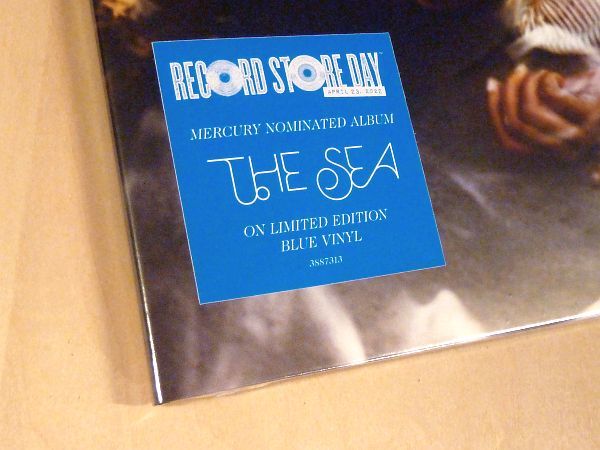 RECORD STORE DAY
APRIL 23, 2022
MERCURY NOMINATED ALBUM
THE SEA
ON LIMITED EDITION
BLUE VINYL
3887313